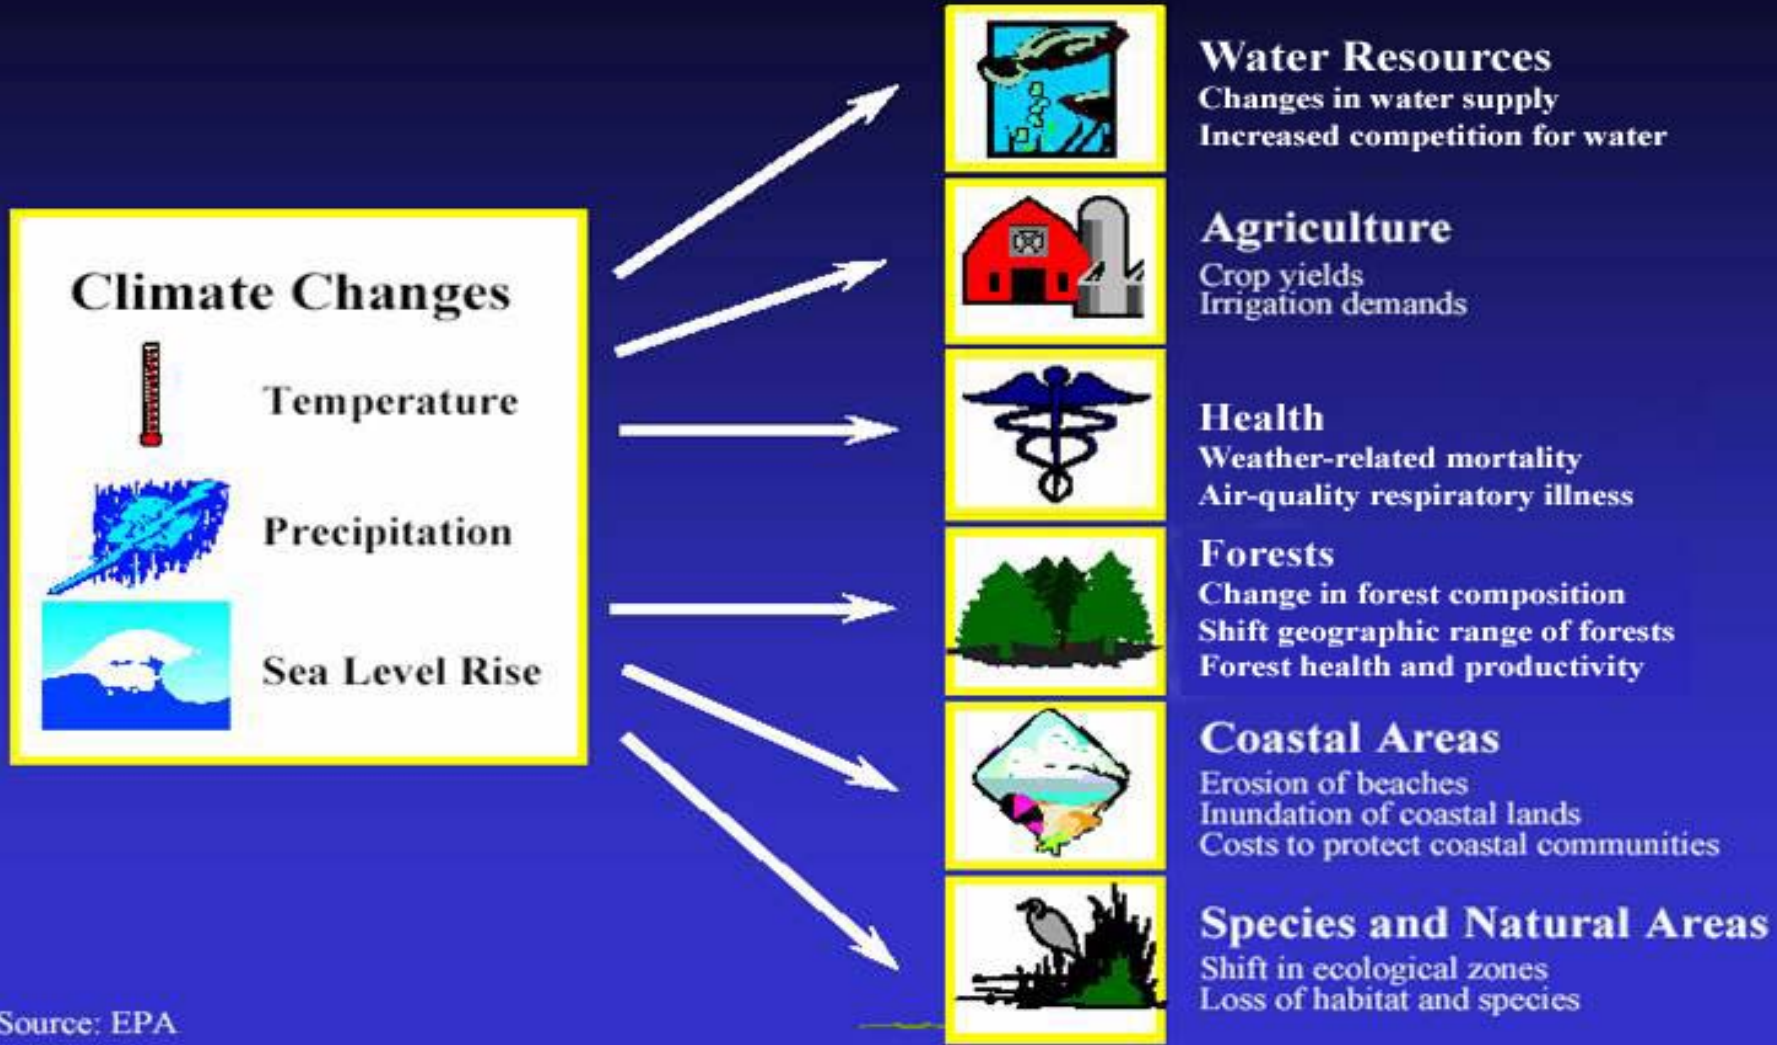 Climate Changes
Temperature
Precipitation
Sea Level Rise
Water Resources
Changes in water supply
Increased competition for water
Agriculture
Crop yields
Irrigation demands
Health
Weather-related mortality
Air-quality respiratory illness
Forests
Change in forest composition
Shift geographic range of forests
Forest health and productivity
Coastal Areas
Erosion of beaches
Inundation of coastal lands
Costs to protect coastal communities
Species and Natural Areas
Shift in ecological zones
Loss of habitat and species
Source: EPA